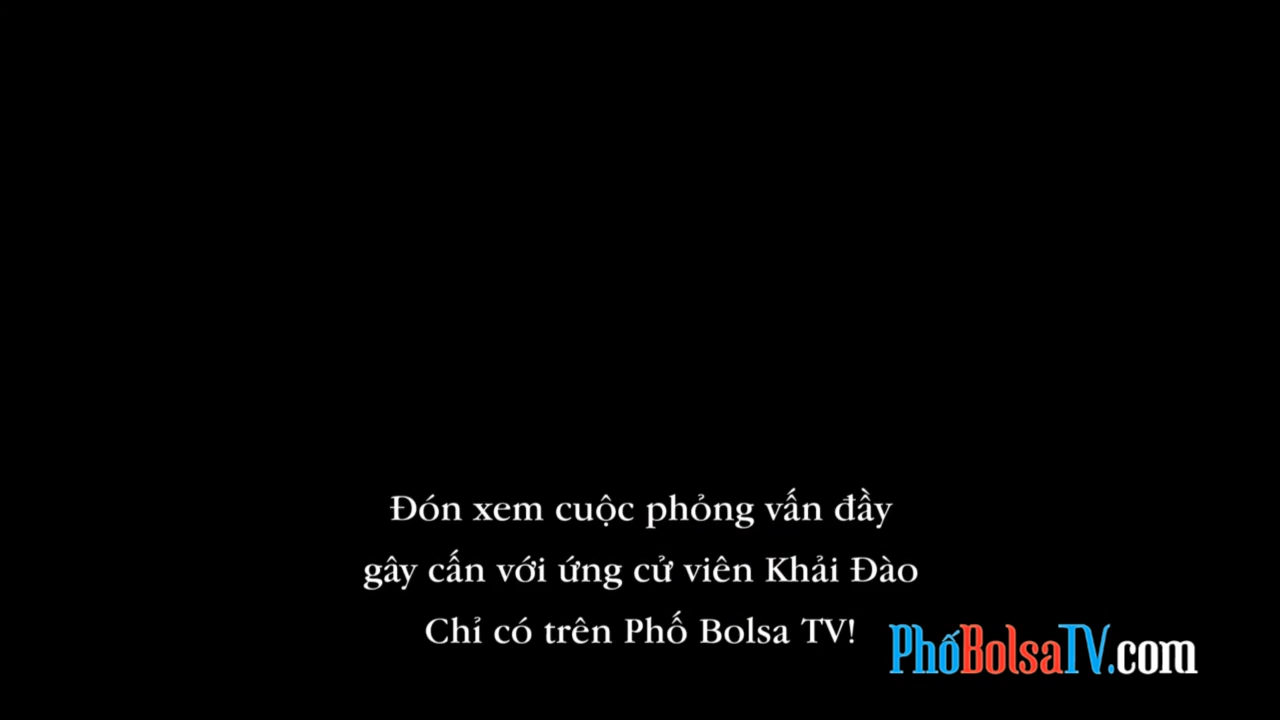 Đón xem cuộc phỏng vấn đầy
gây cấn với ứng cử viên Khải Đào
Chỉ có trên Phố Bolsa TV!
PhốBolsaTV.com